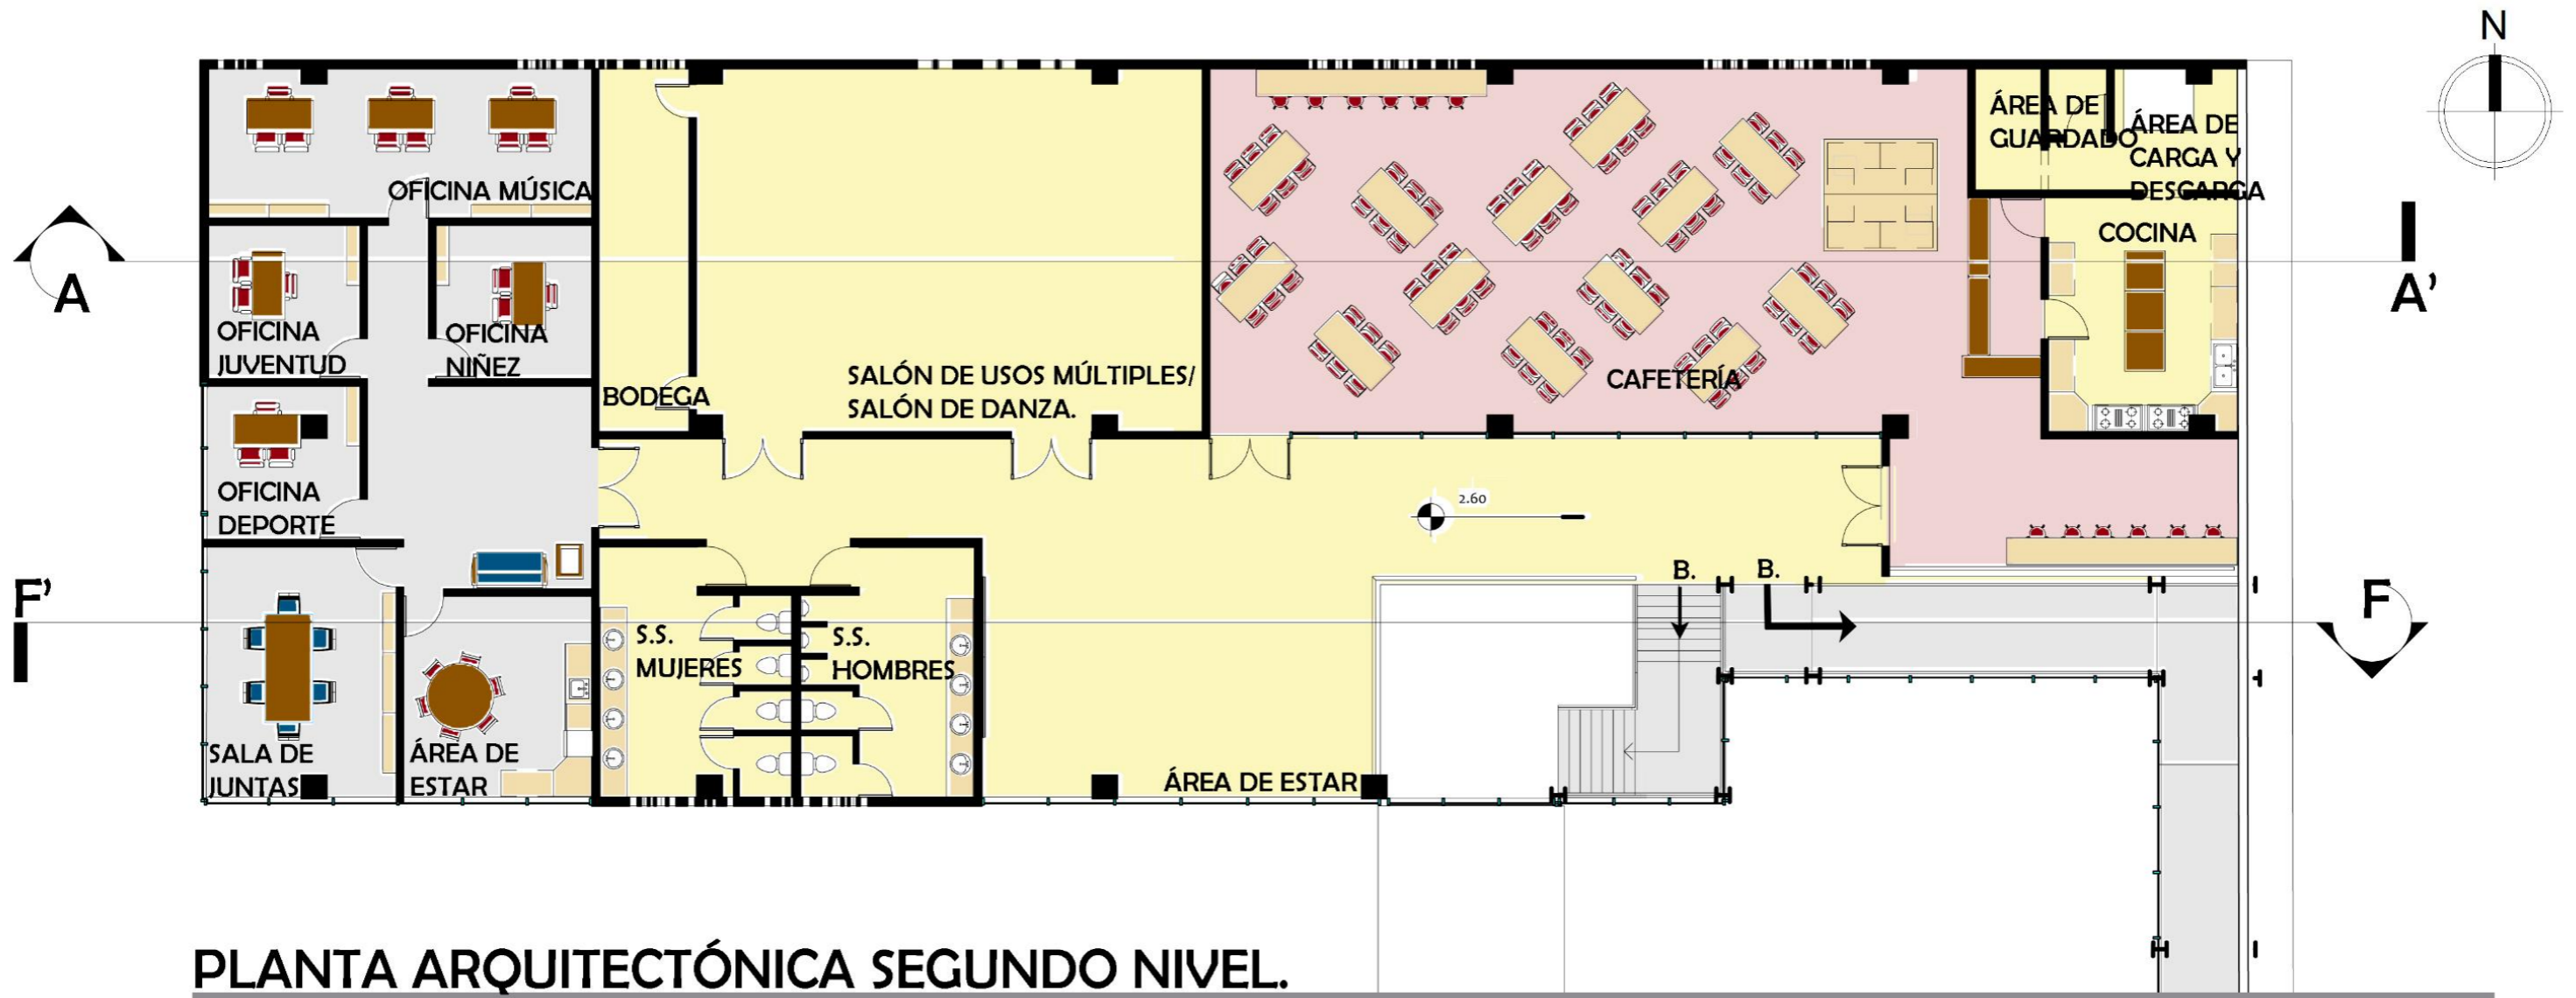 N
OFICINA MÚSICA
ÁREA DE
GUARDADO
ÁREA DE
CARGA Y
DESCARGA
COCINA
A
A'
OFICINA
JUVENTUD
OFICINA
NIÑEZ
BODEGA
SALÓN DE USOS MÚLTIPLES/
SALÓN DE DANZA.
CAFETERÍA
OFICINA
DEPORTE
2.60
B.
B.
F'
F
S.S.
MUJERES
S.S.
HOMBRES
SALA DE
JUNTAS
ÁREA DE
ESTAR
ÁREA DE ESTAR
PLANTA ARQUITECTÓNICA SEGUNDO NIVEL.